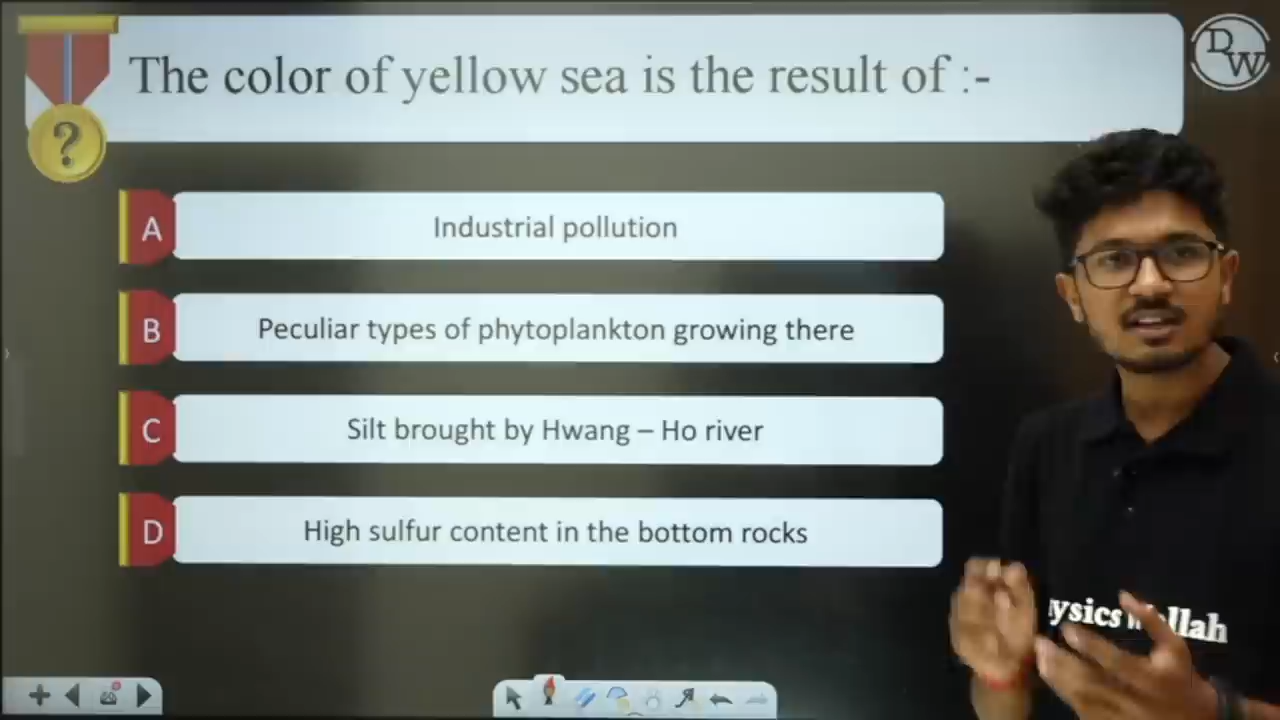 The color of yellow sea is the result of :-
PW
?
A Industrial pollution
B Peculiar types of phytoplankton growing there
C Silt brought by Hwang – Ho river
D High sulfur content in the bottom rocks